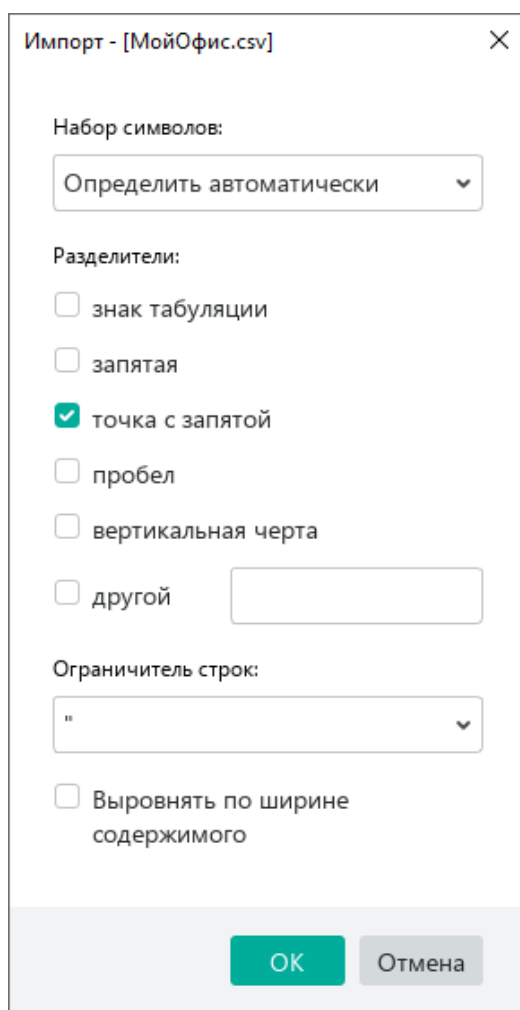 Импорт - [МойОфис.csv]
Набор символов:
Определить автоматически
Разделители:
знак табуляции
запятая
точка с запятой
пробел
вертикальная черта
другой
Ограничитель строк:
"
Выровнять по ширине
содержимого
ОК Отмена